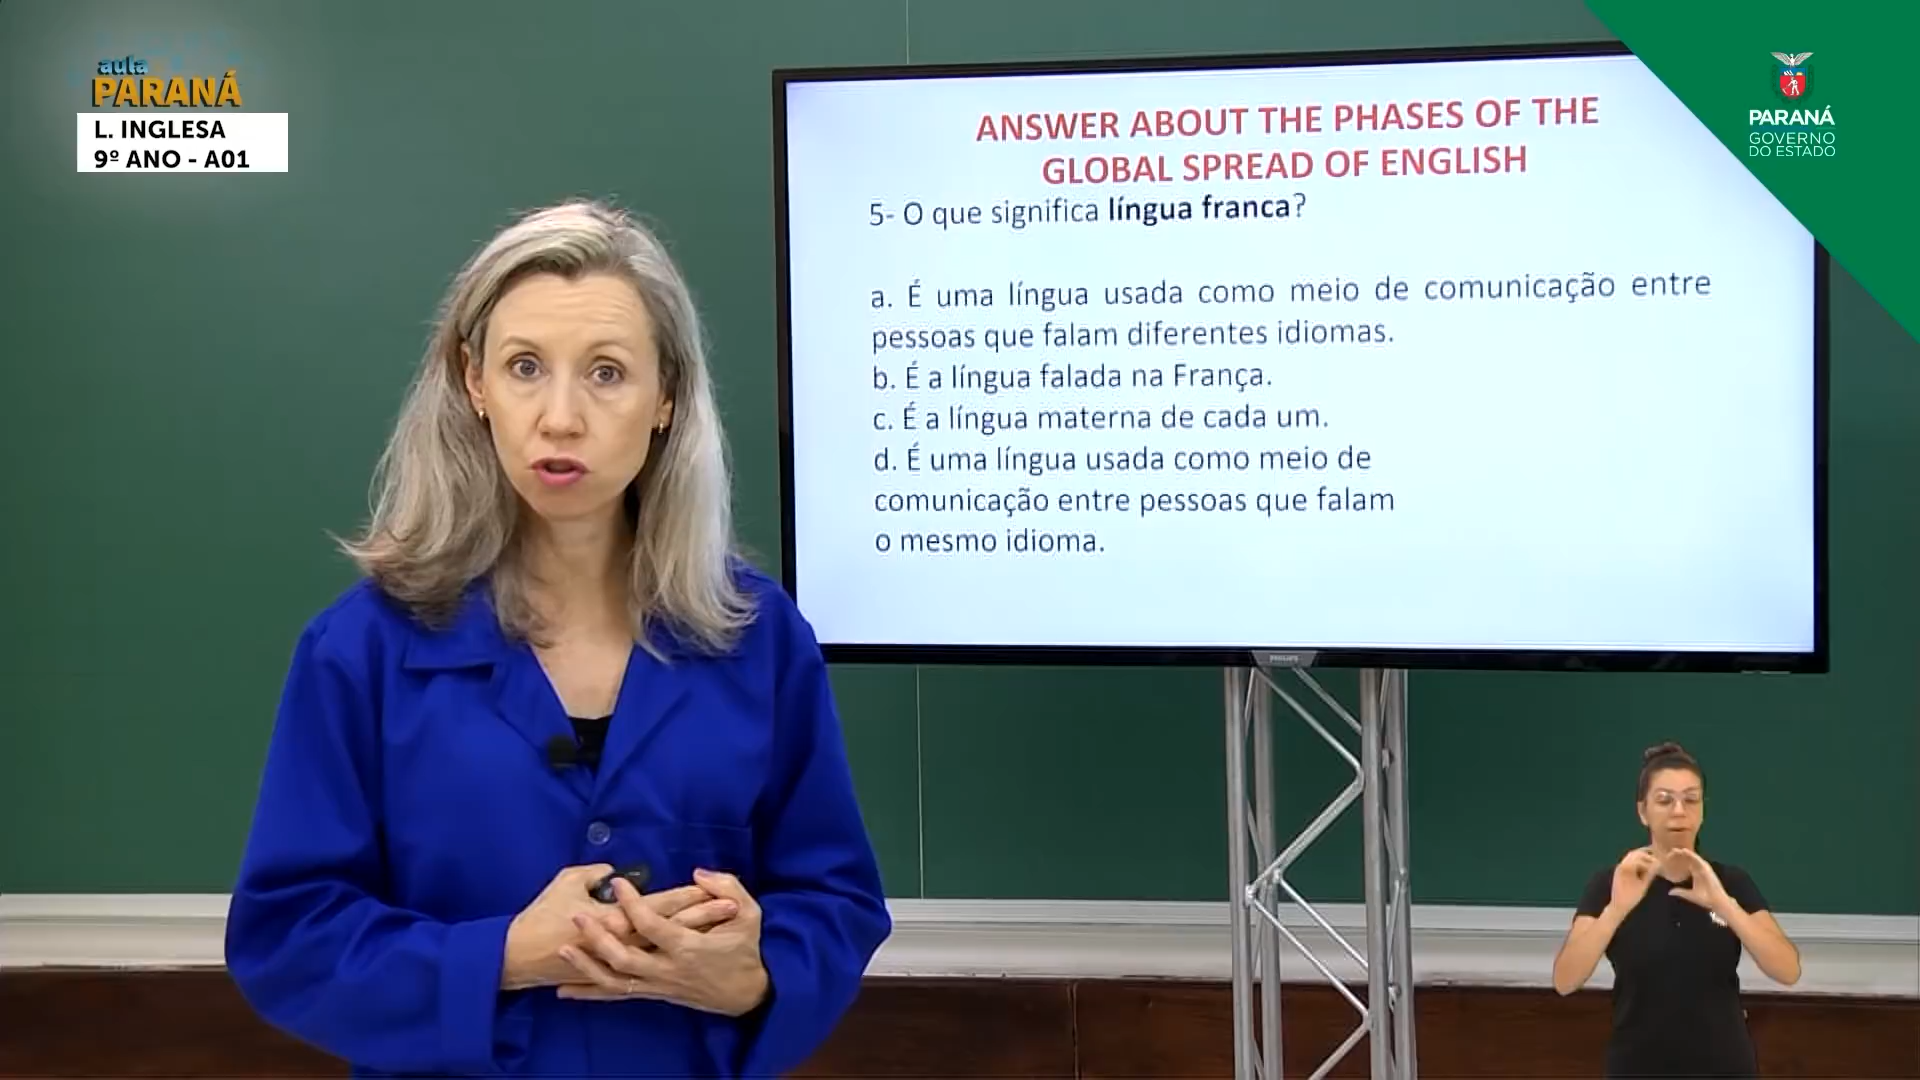 aula
PARANÁ
L. INGLESA
9º ANO - A01
ANSWER ABOUT THE PHASES OF THE
GLOBAL SPREAD OF ENGLISH
5- O que significa língua franca?
a. É uma língua usada como meio de comunicação entre
pessoas que falam diferentes idiomas.
b. É a língua falada na França.
c. É a língua materna de cada um.
d. É uma língua usada como meio de
comunicação entre pessoas que falam
o mesmo idioma.
PARANÁ
GOVERNO
DO ESTADO
PHILIPS